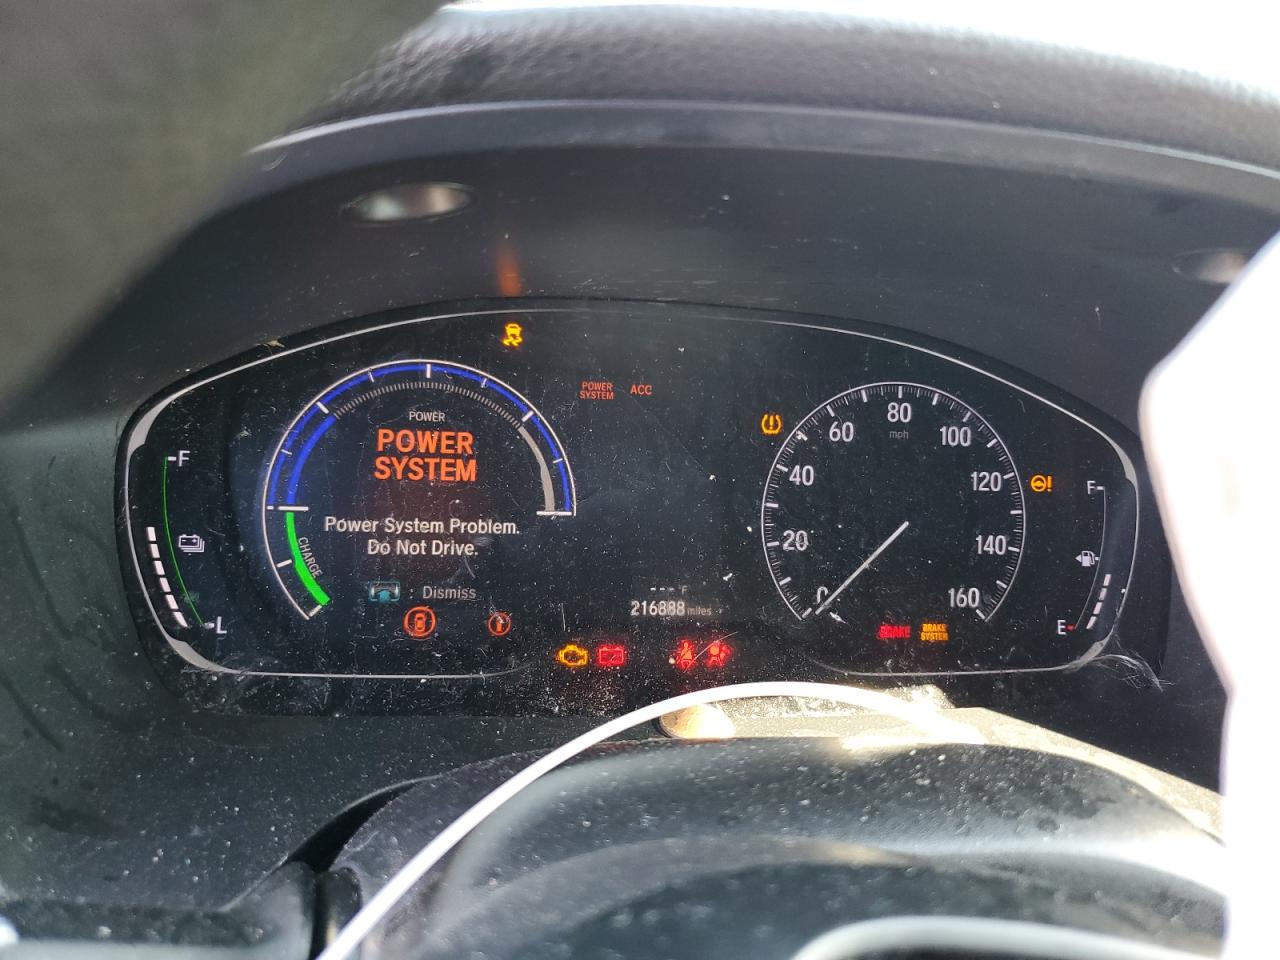 POWER
SYSTEM
ACC
POWER
POWER
SYSTEM
Power System Problem.
Do Not Drive.
: Dismiss
CHARGE
F
L
--- F
216888 miles
0
20
40
60
80
100
120
140
160
mph
!
F
E
BRAKE
BRAKE
SYSTEM